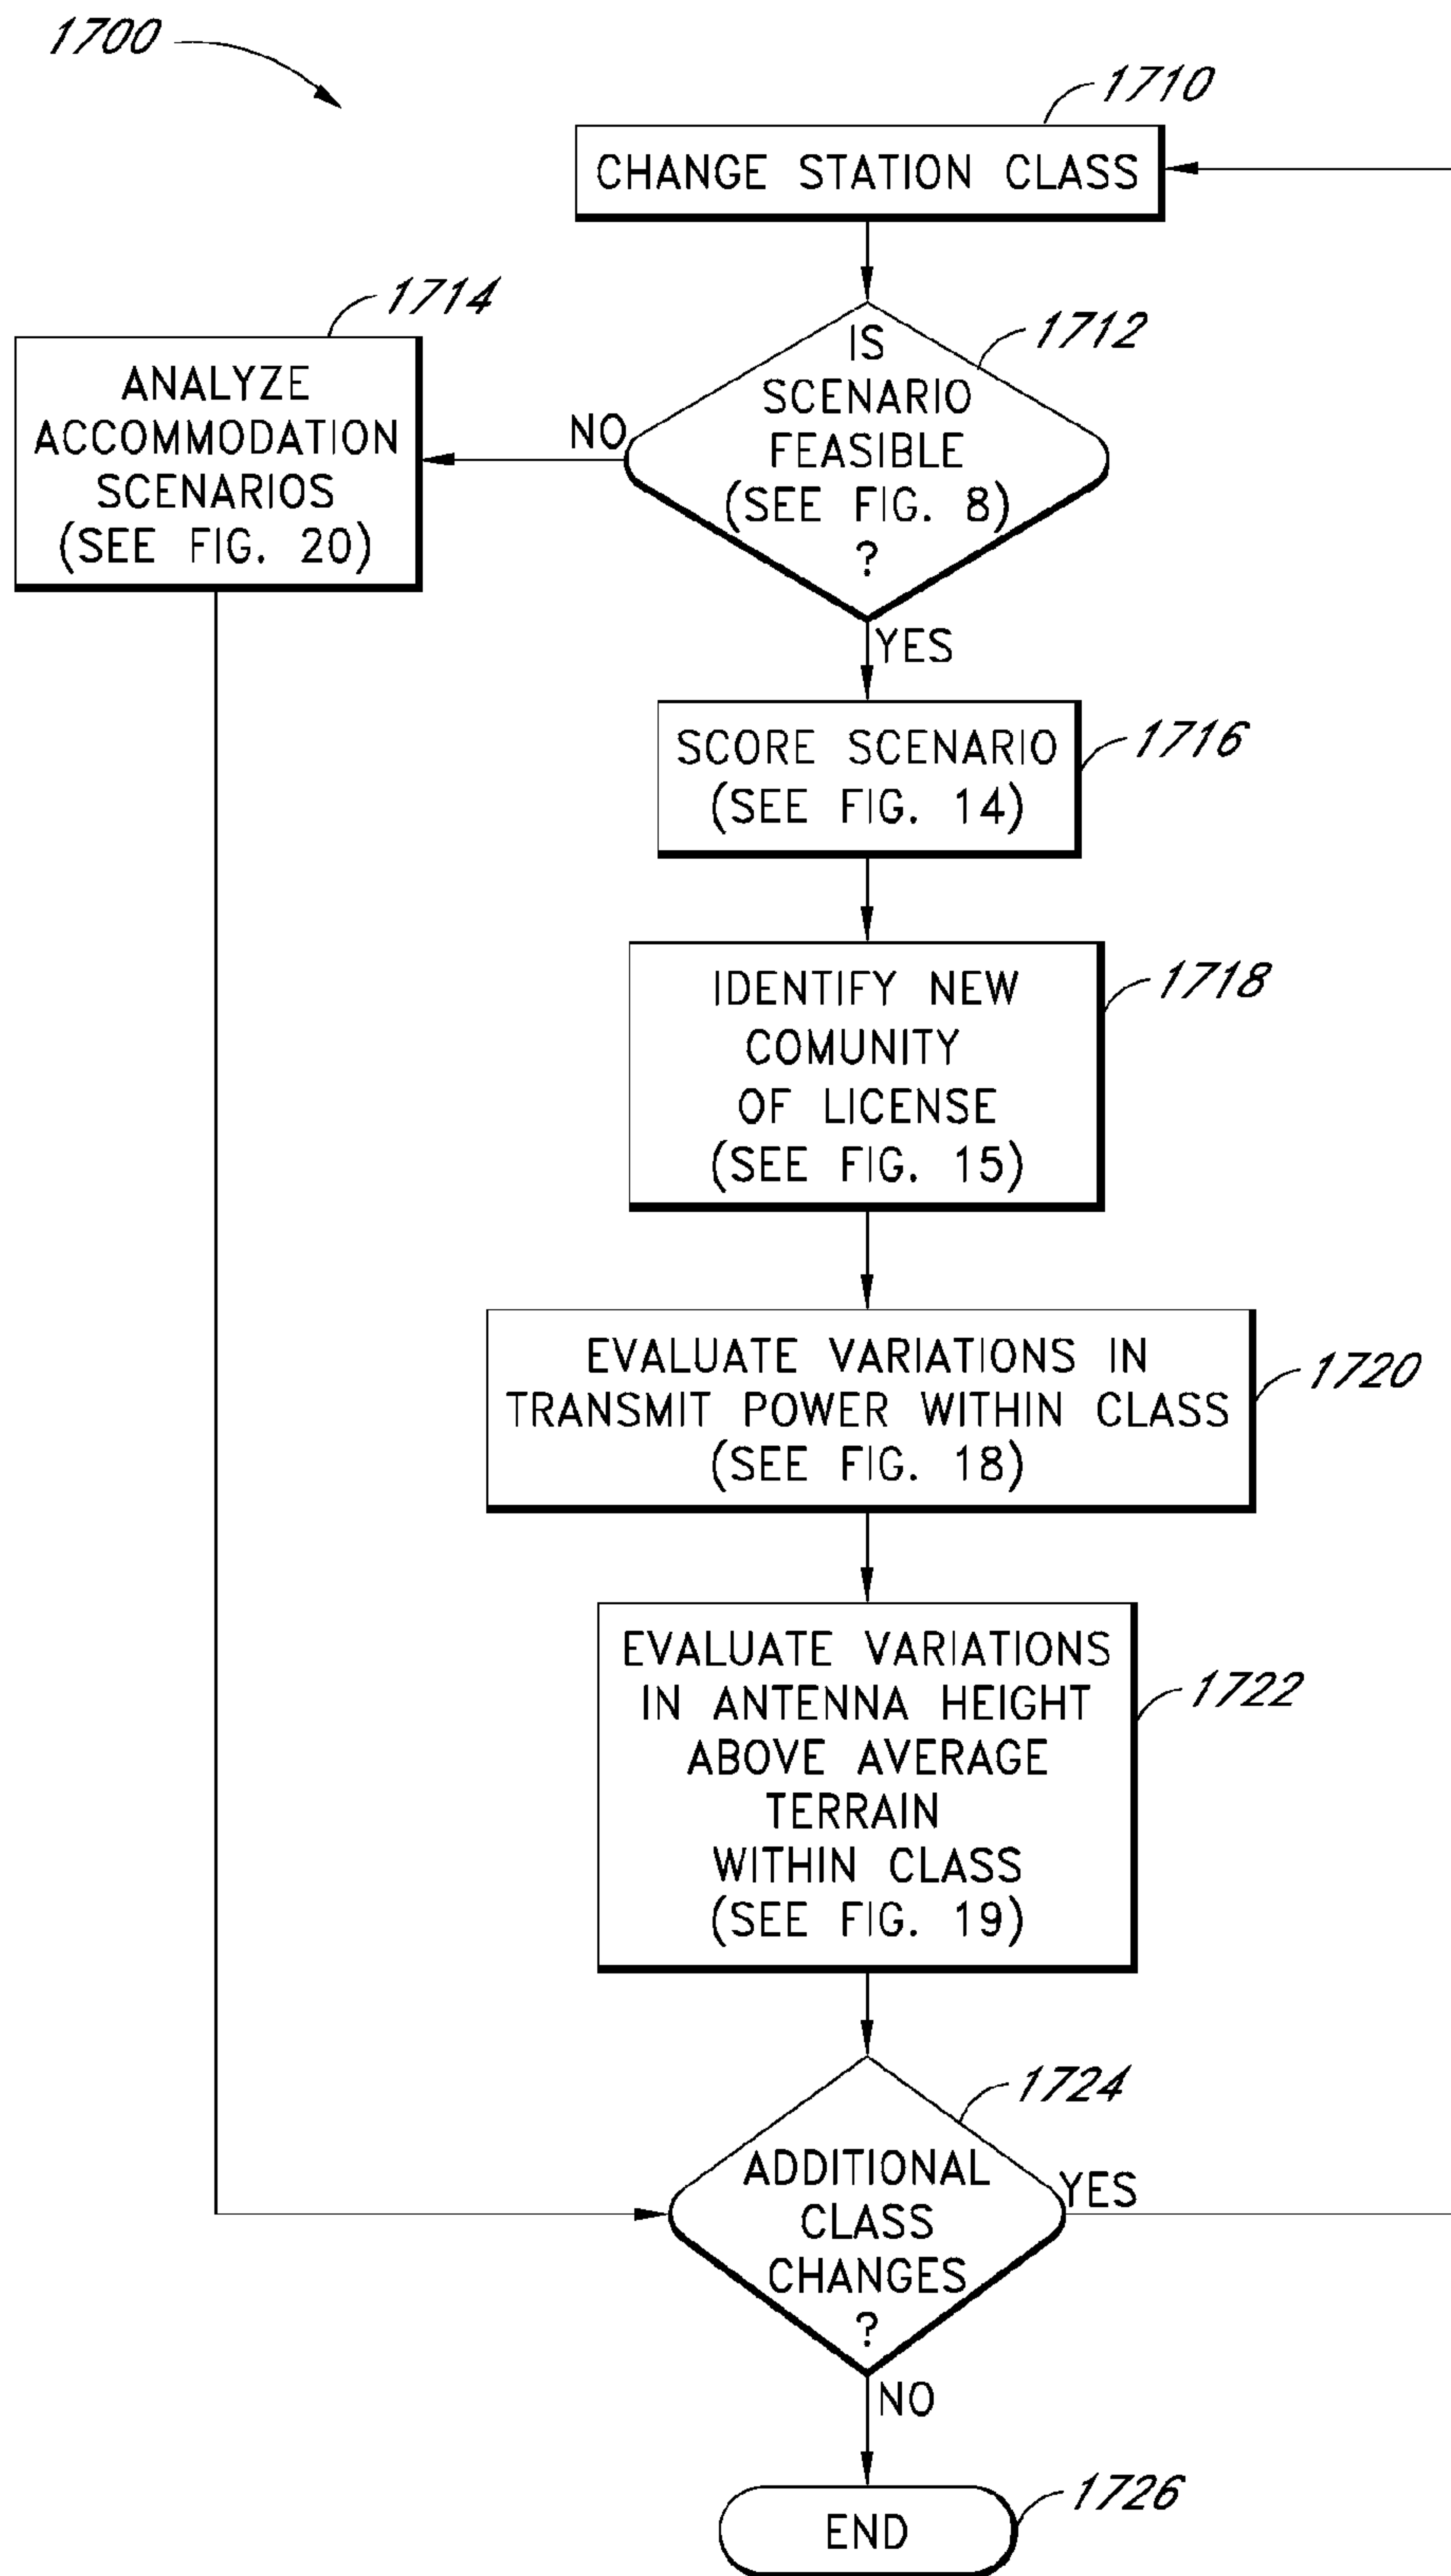 1700
1710
CHANGE STATION CLASS
1714
ANALYZE
ACCOMMODATION
SCENARIOS
(SEE FIG. 20)
NO
1712
IS
SCENARIO
FEASIBLE
(SEE FIG. 8)
?
YES
1716
SCORE SCENARIO
(SEE FIG. 14)
1718
IDENTIFY NEW
COMUNITY
OF LICENSE
(SEE FIG. 15)
1720
EVALUATE VARIATIONS IN
TRANSMIT POWER WITHIN CLASS
(SEE FIG. 18)
1722
EVALUATE VARIATIONS
IN ANTENNA HEIGHT
ABOVE AVERAGE
TERRAIN
WITHIN CLASS
(SEE FIG. 19)
1724
ADDITIONAL
CLASS
CHANGES
?
YES
NO
1726
END